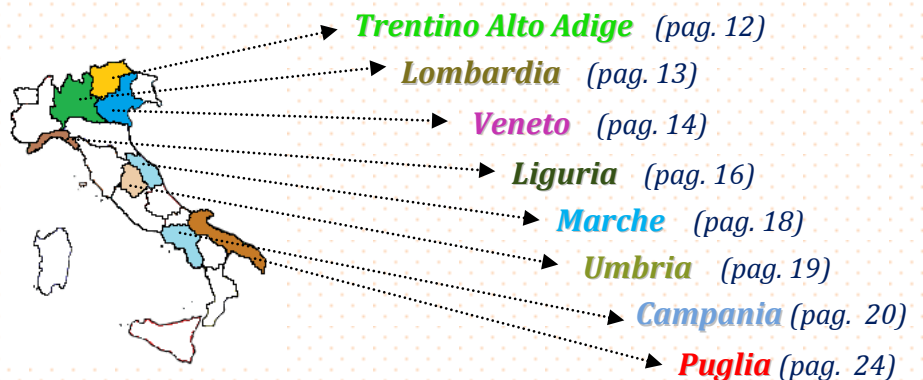 Trentino Alto Adige (pag. 12)
Lombardia (pag. 13)
Veneto (pag. 14)
Liguria (pag. 16)
Marche (pag. 18)
Umbria (pag. 19)
Campania (pag. 20)
Puglia (pag. 24)